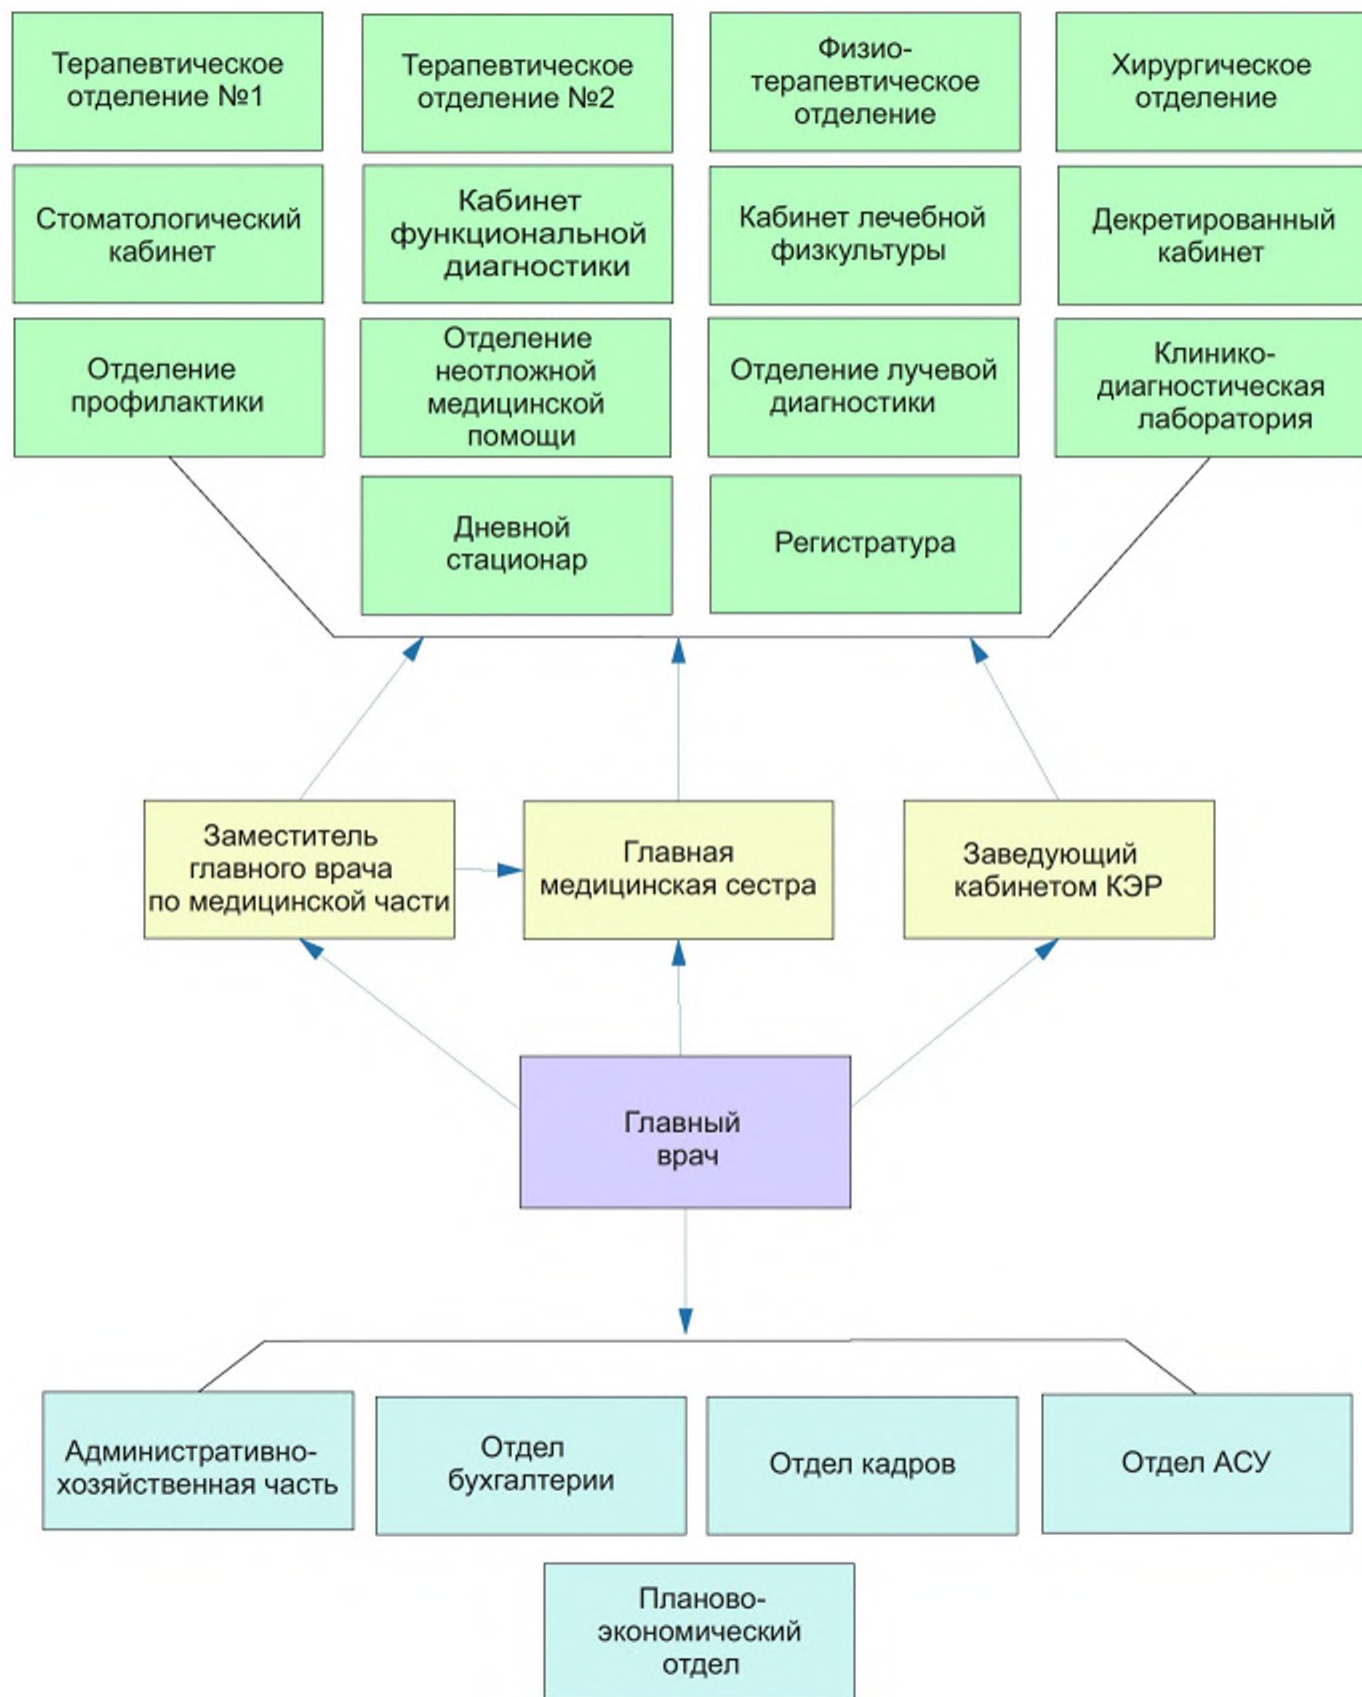 Терапевтическое
отделение №1
Терапевтическое
отделение №2
Физио-
терапевтическое
отделение
Хирургическое
отделение
Стоматологический
кабинет
Кабинет
функциональной
диагностики
Кабинет лечебной
физкультуры
Декретированный
кабинет
Отделение
профилактики
Отделение
неотложной
медицинской
помощи
Отделение лучевой
диагностики
Клинико-
диагностическая
лаборатория
Дневной
стационар
Регистратура
Заместитель
главного врача
по медицинской части
Главная
медицинская сестра
Заведующий
кабинетом КЭР
Главный
врач
Административно-
хозяйственная часть
Отдел
бухгалтерии
Отдел кадров
Отдел АСУ
Планово-
экономический
отдел